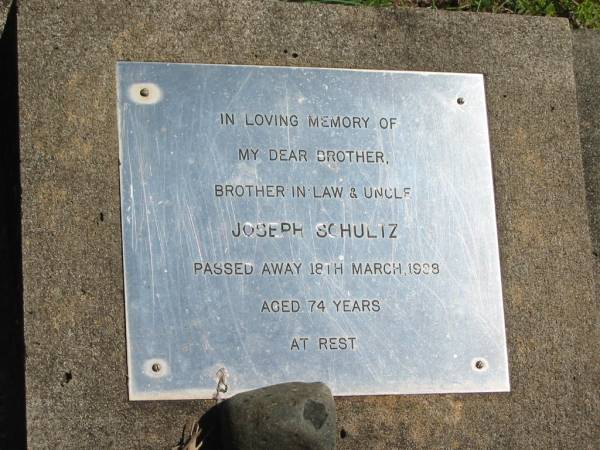 IN LOVING MEMORY OF
MY DEAR BROTHER,
BROTHER IN LAW & UNCLE
JOSEPH SCHULTZ
PASSED AWAY 18TH MARCH, 1988
AGED 74 YEARS
AT REST